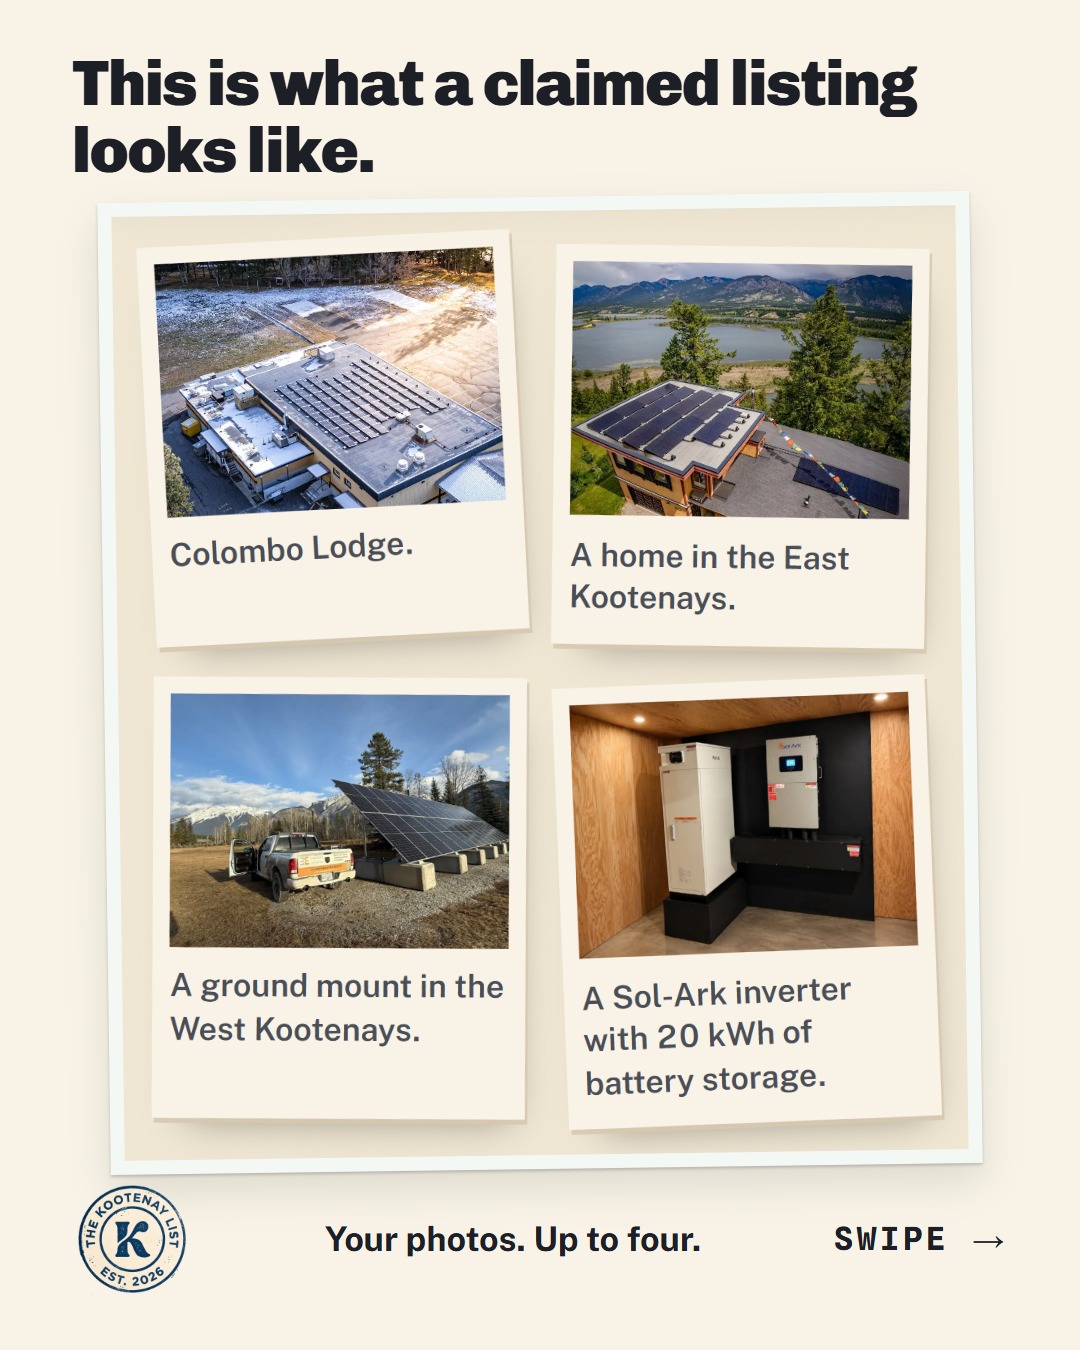 This is what a claimed listing
looks like.
Colombo Lodge.
A home in the East
Kootenays.
A ground mount in the
West Kootenays.
Sol-Ark
A Sol-Ark inverter
with 20 kWh of
battery storage.
THE KOOTENAY LIST
K
EST. 2026
Your photos. Up to four.
SWIPE →